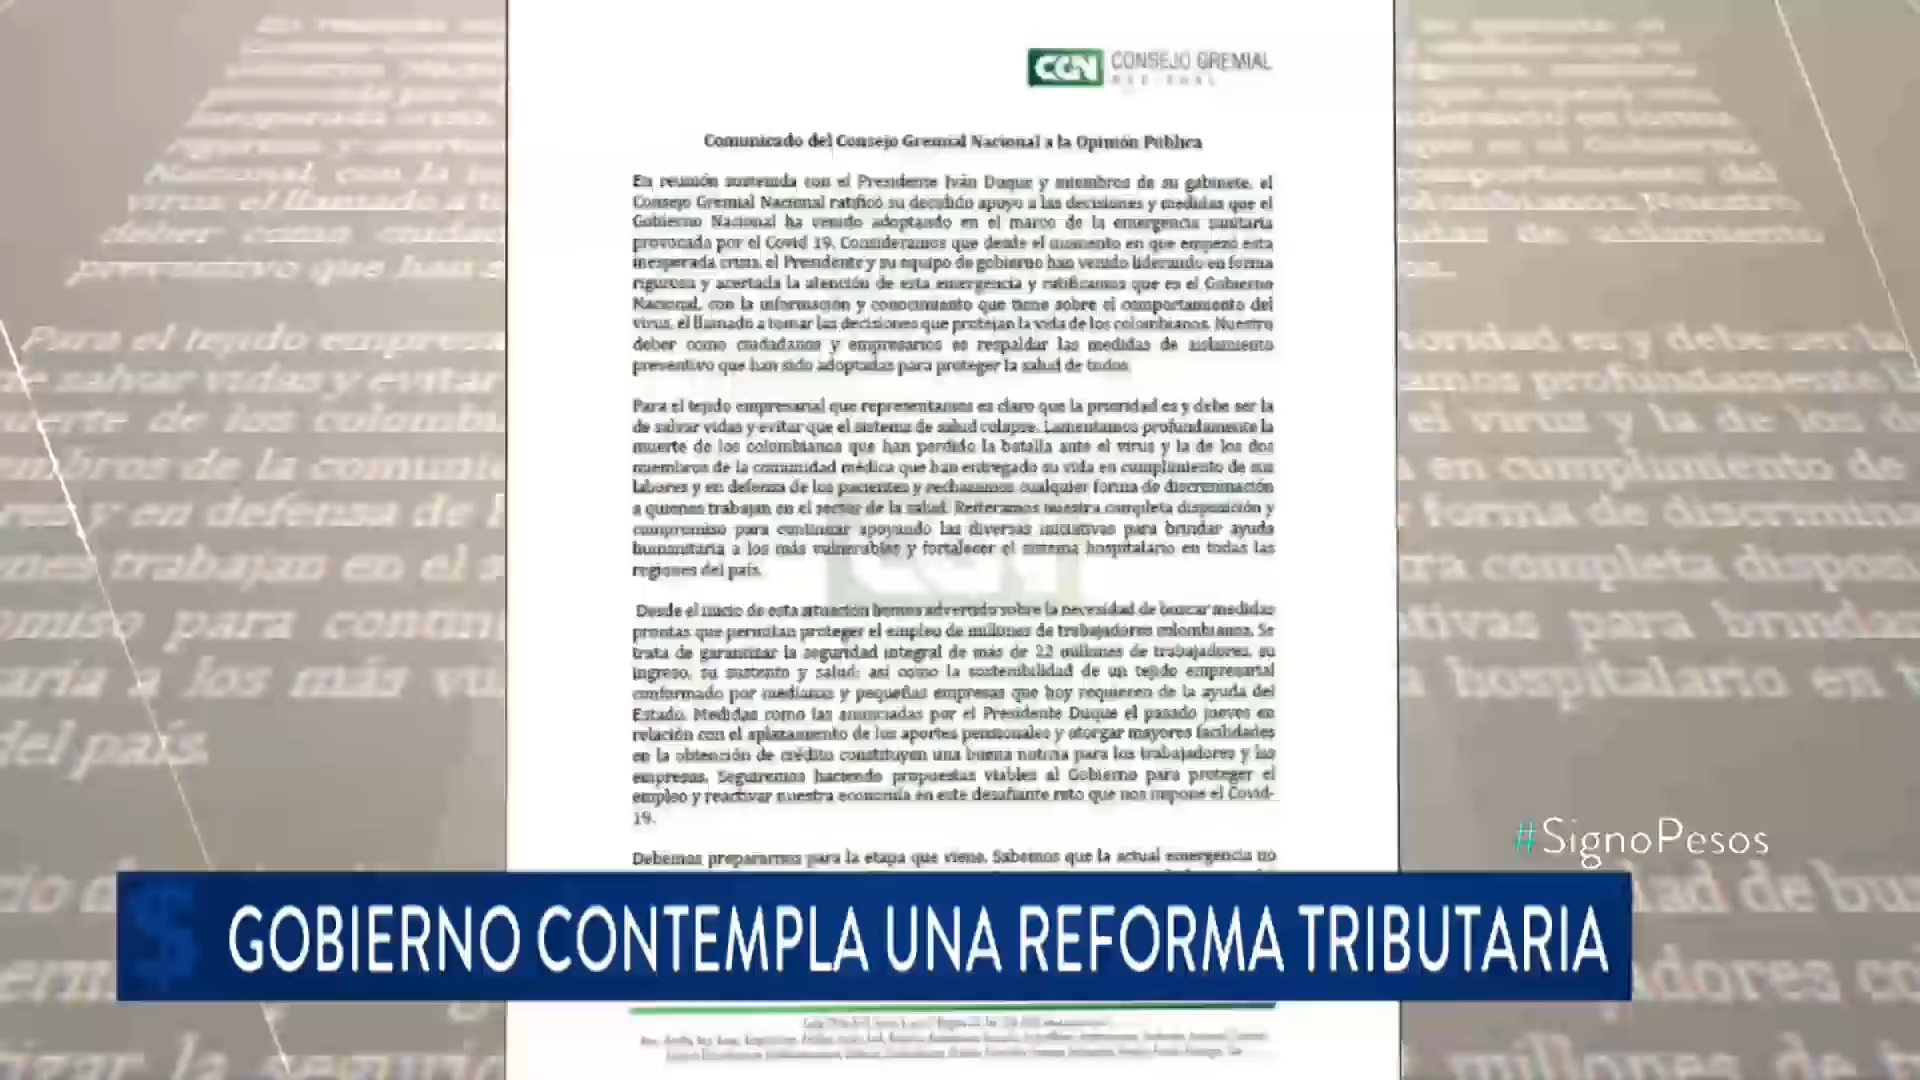 CGN CONSEJO GREMIAL
NACIONAL
Comunicado del Consejo Gremial Nacional a la Opinión Pública
En reunión sostenida con el Presidente Iván Duque y miembros de su gabinete, el
Consejo Gremial Nacional ratificó su decidido apoyo a las decisiones y medidas que el
Gobierno Nacional ha venido adoptando en el marco de la emergencia sanitaria
provocada por el Covid 19. Consideramos que desde el momento en que empezó esta
inesperada crisis, el Presidente y su equipo de gobierno han venido liderando en forma
rigurosa y acertada la atención de esta emergencia y ratificamos que es el Gobierno
Nacional, con la información y conocimiento que tiene sobre el comportamiento del
virus, el llamado a tomar las decisiones que protejan la vida de los colombianos. Nuestro
deber como ciudadanos y empresarios es respaldar las medidas de aislamiento
preventivo que han sido adoptadas para proteger la salud de todos.
Para el tejido empresarial que representamos es claro que la prioridad es y debe ser la
de salvar vidas y evitar que el sistema de salud colapse. Lamentamos profundamente la
muerte de los colombianos que han perdido la batalla ante el virus y la de los dos
miembros de la comunidad médica que han entregado su vida en cumplimiento de sus
labores y en defensa de los pacientes y rechazamos cualquier forma de discriminación
a quienes trabajan en el sector de la salud. Reiteramos nuestra completa disposición y
compromiso para continuar apoyando las diversas iniciativas para brindar ayuda
humanitaria a los más vulnerables y fortalecer el sistema hospitalario en todas las
regiones del país.
Desde el inicio de esta situación hemos advertido sobre la necesidad de buscar medidas
prontas que permitan proteger el empleo de millones de trabajadores colombianos. Se
trata de garantizar la seguridad integral de más de 22 millones de trabajadores, su
ingreso, su sustento y salud; así como la sostenibilidad de un tejido empresarial
conformado por medianas y pequeñas empresas que hoy requieren de la ayuda del
Estado. Medidas como las anunciadas por el Presidente Duque el pasado jueves en
relación con el aplazamiento de los aportes pensionales y otorgar mayores facilidades
en la obtención de crédito constituyen una buena noticia para los trabajadores y las
empresas. Seguiremos haciendo propuestas viables al Gobierno para proteger el
empleo y reactivar nuestra economía en este desafiante reto que nos impone el Covid-
19.
Debemos prepararnos para la etapa que viene. Sabemos que la actual emergencia no
#SignoPesos
$ GOBIERNO CONTEMPLA UNA REFORMA TRIBUTARIA